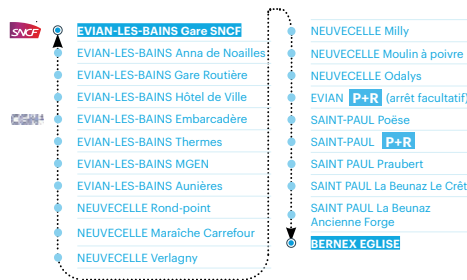 SNCF
EVIAN-LES-BAINS Gare SNCF
EVIAN-LES-BAINS Anna de Noailles
EVIAN-LES-BAINS Gare Routière
EVIAN-LES-BAINS Hôtel de Ville
CGN
EVIAN-LES-BAINS Embarcadère
EVIAN-LES-BAINS Thermes
EVIAN-LES-BAINS MGEN
EVIAN-LES-BAINS Aunières
NEUVECELLE Rond-point
NEUVECELLE Maraîche Carrefour
NEUVECELLE Verlagny
NEUVECELLE Milly
NEUVECELLE Moulin à poivre
NEUVECELLE Odalys
EVIAN P+R (arrêt facultatif)
SAINT-PAUL Poëse
SAINT-PAUL P+R
SAINT PAUL Praubert
SAINT PAUL La Beunaz Le Crêt
SAINT-PAUL La Beunaz
Ancienne Forge
BERNEX EGLISE